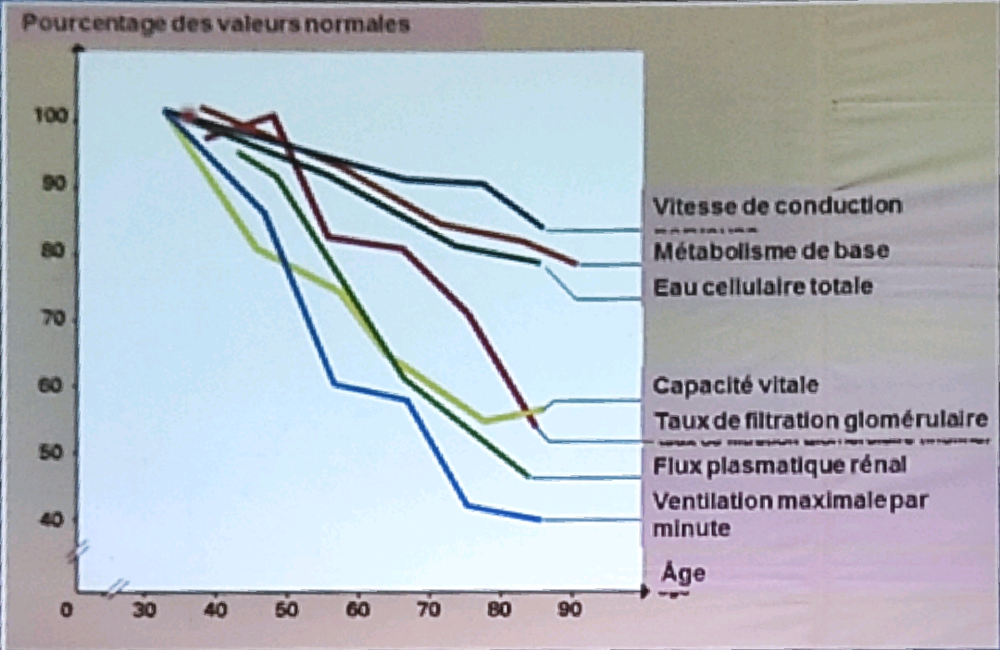 Pourcentage des valeurs normales
100
90
80
70
60
50
40
0 30 40 50 60 70 80 90
Vitesse de conduction
Métabolisme de base
Eau cellulaire totale
Capacité vitale
Taux de filtration glomérulaire
Flux plasmatique rénal
Ventilation maximale par
minute
Âge